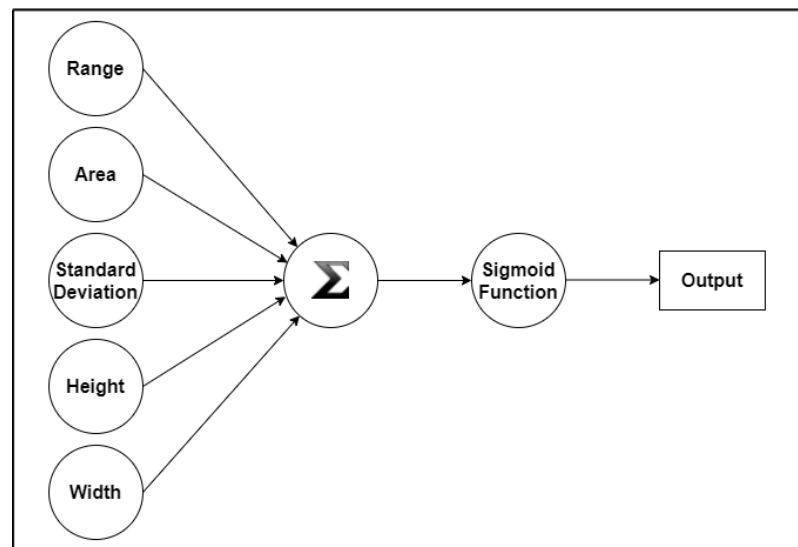 Range
Area
Standard
Deviation
Σ
Sigmoid
Function
Output
Height
Width